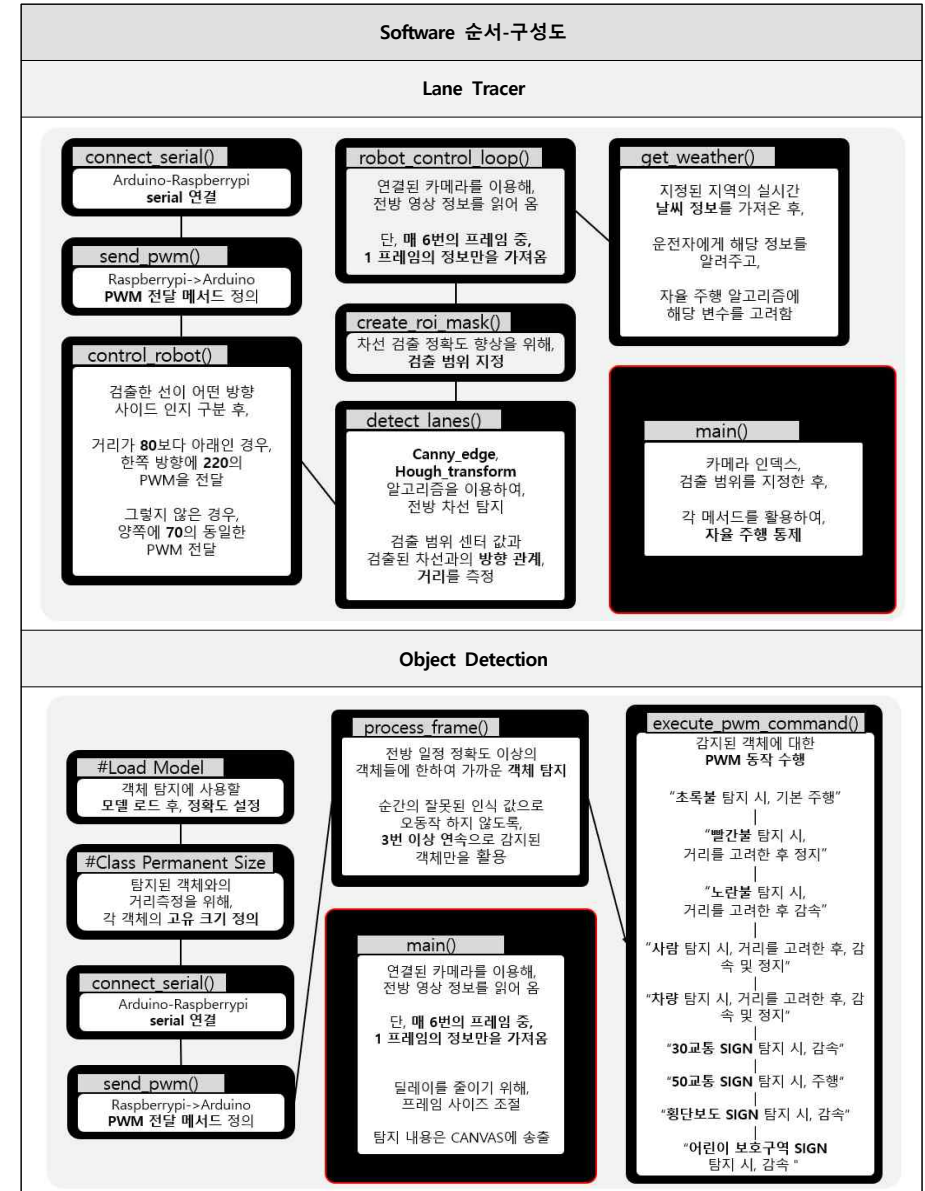 Software 순서-구성도
Lane Tracer
connect_serial()
Arduino-Raspberrypi
serial 연결
send_pwm()
Raspberrypi->Arduino
PWM 전달 메서드 정의
control_robot()
검출한 선이 어떤 방향
사이드 인지 구분 후,
거리가 80보다 아래인 경우,
한쪽 방향에 220의
PWM을 전달
그렇지 않은 경우,
양쪽에 70의 동일한
PWM 전달
robot_control_loop()
연결된 카메라를 이용해,
전방 영상 정보를 읽어 옴
단, 매 6번의 프레임 중,
1 프레임의 정보만을 가져옴
create_roi_mask()
차선 검출 정확도 향상을 위해,
검출 범위 지정
detect_lanes()
Canny_edge,
Hough_transform
알고리즘을 이용하여,
전방 차선 탐지
검출 범위 센터 값과
검출된 차선과의 방향 관계,
거리를 측정
get_weather()
지정된 지역의 실시간
날씨 정보를 가져온 후,
운전자에게 해당 정보를
알려주고,
자율 주행 알고리즘에
해당 변수를 고려함
main()
카메라 인덱스,
검출 범위를 지정한 후,
각 메서드를 활용하여,
자율 주행 통제
Object Detection
#Load Model
객체 탐지에 사용할
모델 로드 후, 정확도 설정
#Class Permanent Size
탐지된 객체와의
거리측정을 위해,
각 객체의 고유 크기 정의
connect_serial()
Arduino-Raspberrypi
serial 연결
send_pwm()
Raspberrypi->Arduino
PWM 전달 메서드 정의
process_frame()
전방 일정 정확도 이상의
객체들에 한하여 가까운 객체 탐지
순간의 잘못된 인식 값으로
오동작 하지 않도록,
3번 이상 연속으로 감지된
객체만을 활용
main()
연결된 카메라를 이용해,
전방 영상 정보를 읽어 옴
단, 매 6번의 프레임 중,
1 프레임의 정보만을 가져옴
딜레이를 줄이기 위해,
프레임 사이즈 조절
탐지 내용은 CANVAS에 송출
execute_pwm_command()
감지된 객체에 대한
PWM 동작 수행
"초록불 탐지 시, 기본 주행"
"빨간불 탐지 시,
거리를 고려한 후 정지"
"노란불 탐지 시,
거리를 고려한 후 감속"
"사람 탐지 시, 거리를 고려한 후, 감
속 및 정지"
"차량 탐지 시, 거리를 고려한 후, 감
속 및 정지"
"30교통 SIGN 탐지 시, 감속"
"50교통 SIGN 탐지 시, 주행"
"횡단보도 SIGN 탐지 시, 감속"
"어린이 보호구역 SIGN
탐지 시, 감속 "